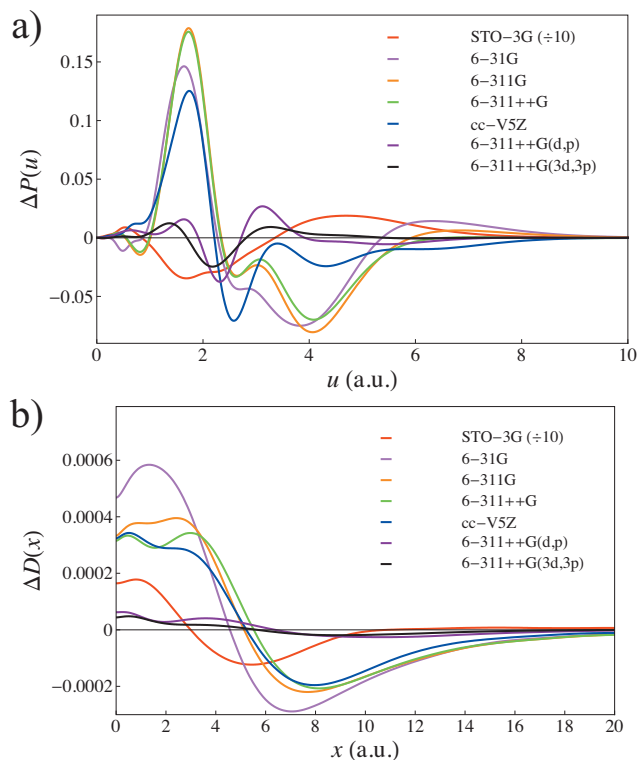 a)
0.15
0.10
0.05
0
−0.05
ΔP(u)
STO−3G (÷10)
6−31G
6−311G
6−311++G
cc−V5Z
6−311++G(d,p)
6−311++G(3d,3p)
0 2 4 6 8 10
u (a.u.)
b)
0.0006
0.0004
0.0002
0
−0.0002
ΔD(x)
STO−3G (÷10)
6−31G
6−311G
6−311++G
cc−V5Z
6−311++G(d,p)
6−311++G(3d,3p)
0 2 4 6 8 10 14 16 18 20
x (a.u.)